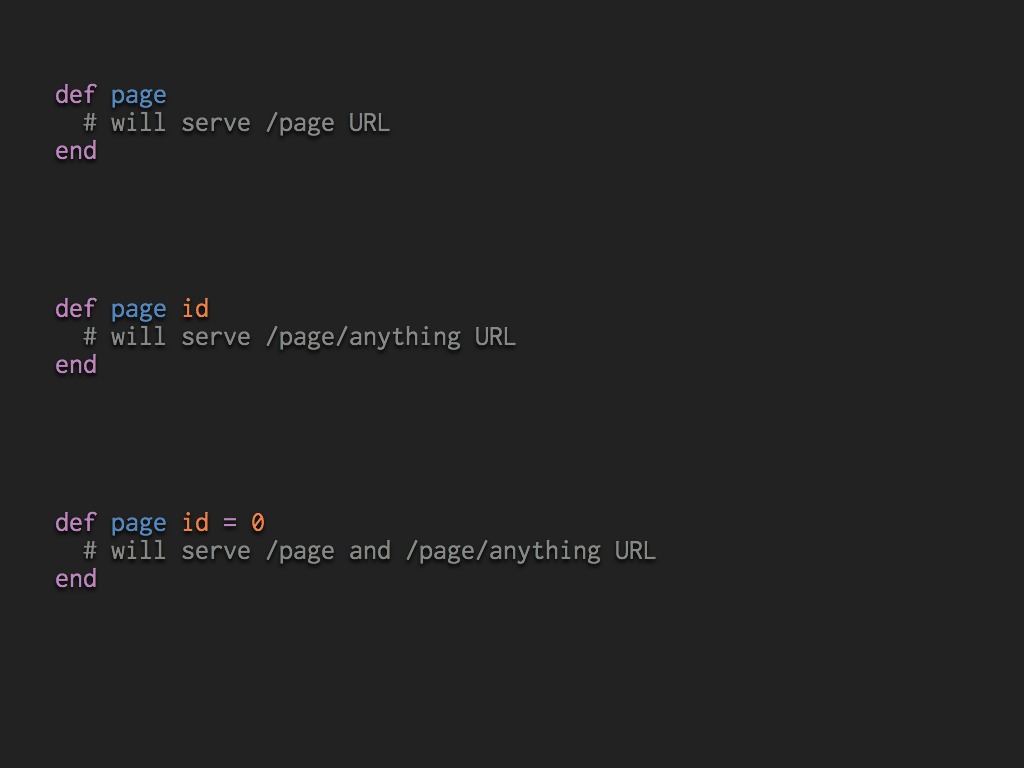 def page
  # will serve /page URL
end
def page id
  # will serve /page/anything URL
end
def page id = 0
  # will serve /page and /page/anything URL
end